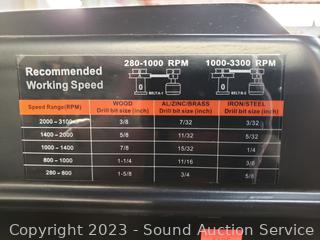 Recommended
Working Speed
280-1000 RPM
1000-3300 RPM
BELT:A-1
BELT:B-1
Speed Range(RPM)
WOOD
Drill bit size (inch)
AL/ZINC/BRASS
Drill bit size (inch)
IRON/STEEL
Drill bit size (inch)
2000 ~ 3100
3/8
7/32
3/32
1400 ~ 2000
5/8
11/32
5/32
1000 ~ 1400
7/8
15/32
1/4
800 ~ 1000
1-1/4
11/16
3/8
280 ~ 800
1-5/8
3/4
5/8
Copyright 2023 - Sound Auction Service